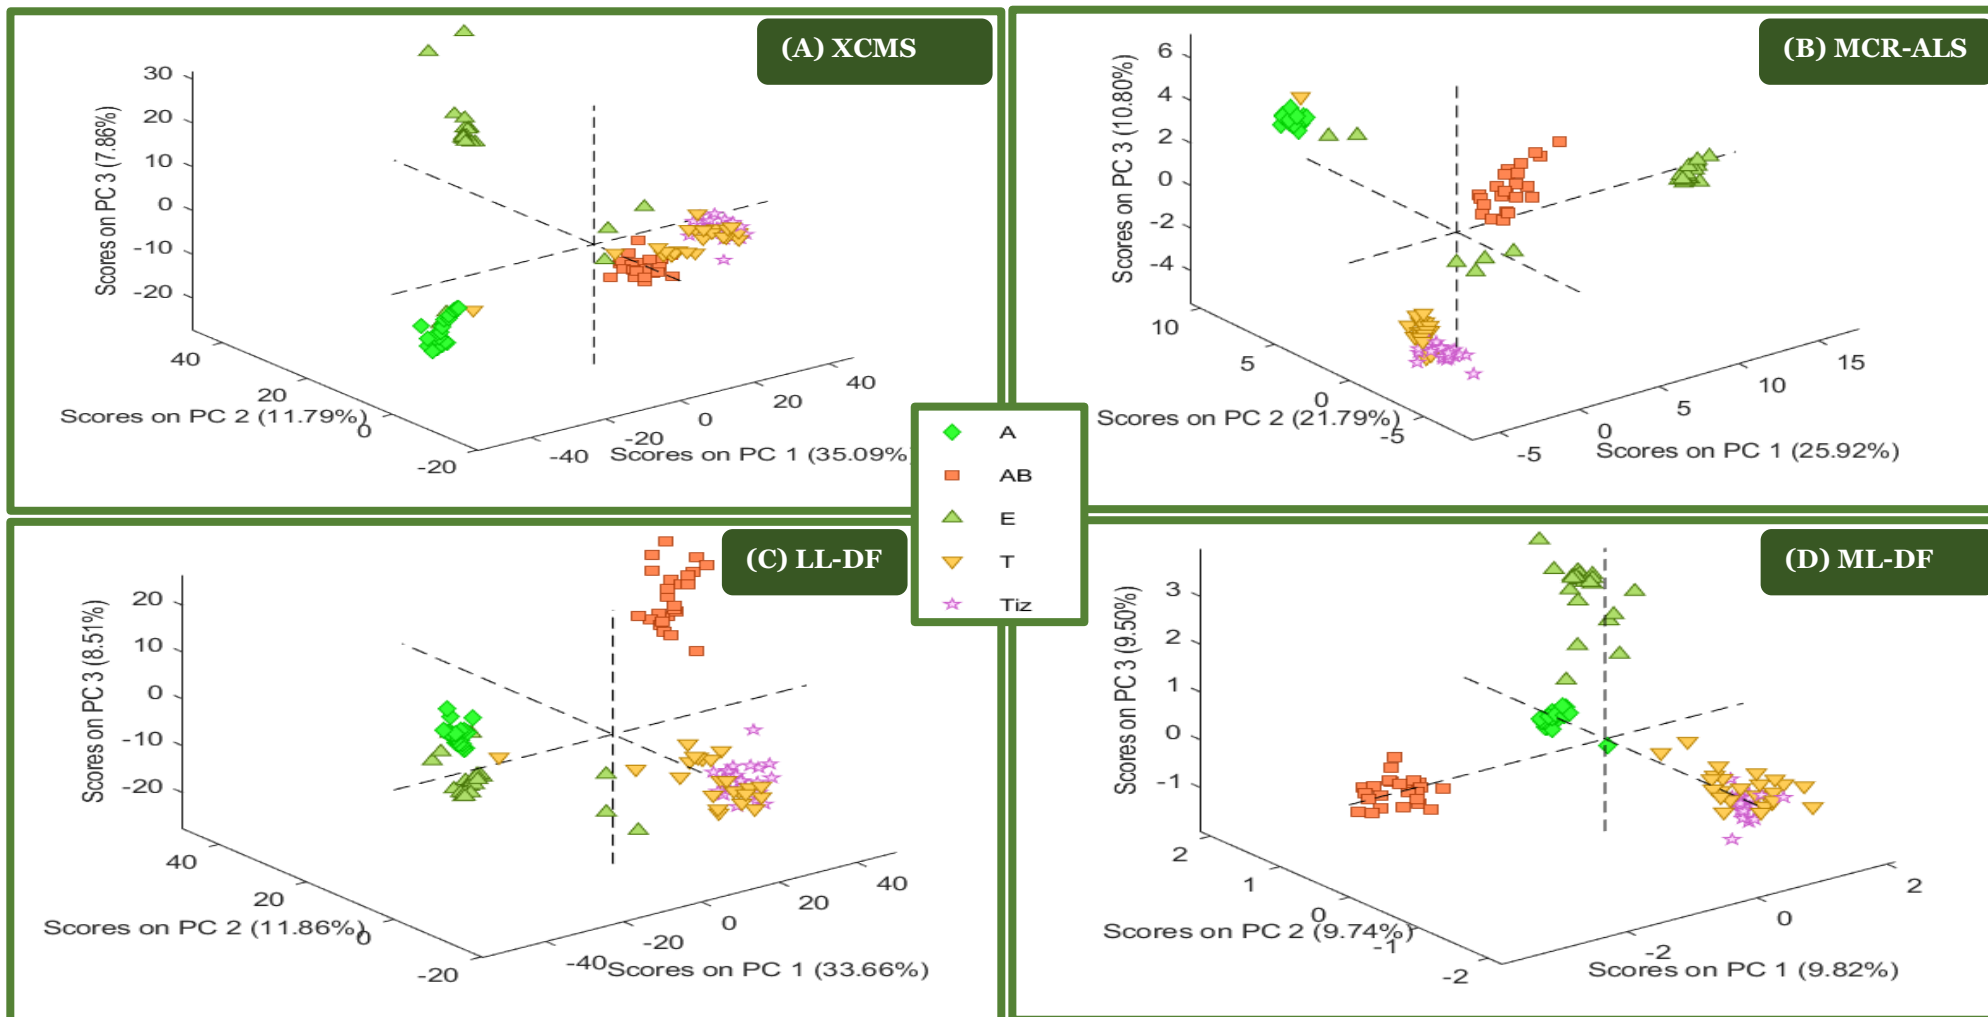 (A) XCMS
Scores on PC 3 (7.86%)
30
20
10
0
-10
-20
40
20
0
-20
Scores on PC 2 (11.79%)
-40
-20
0
20
40
Scores on PC 1 (35.09%)
(B) MCR-ALS
Scores on PC 3 (10.80%)
6
4
2
0
-2
-4
10
5
0
-5
Scores on PC 2 (21.79%)
-5
0
5
10
15
Scores on PC 1 (25.92%)
A
AB
E
T
Tiz
(C) LL-DF
Scores on PC 3 (8.51%)
20
10
0
-10
-20
40
20
0
-20
Scores on PC 2 (11.86%)
-40
-20
0
20
40
Scores on PC 1 (33.66%)
(D) ML-DF
Scores on PC 3 (9.50%)
3
2
1
0
-1
2
1
0
-1
-2
Scores on PC 2 (9.74%)
-2
0
2
Scores on PC 1 (9.82%)